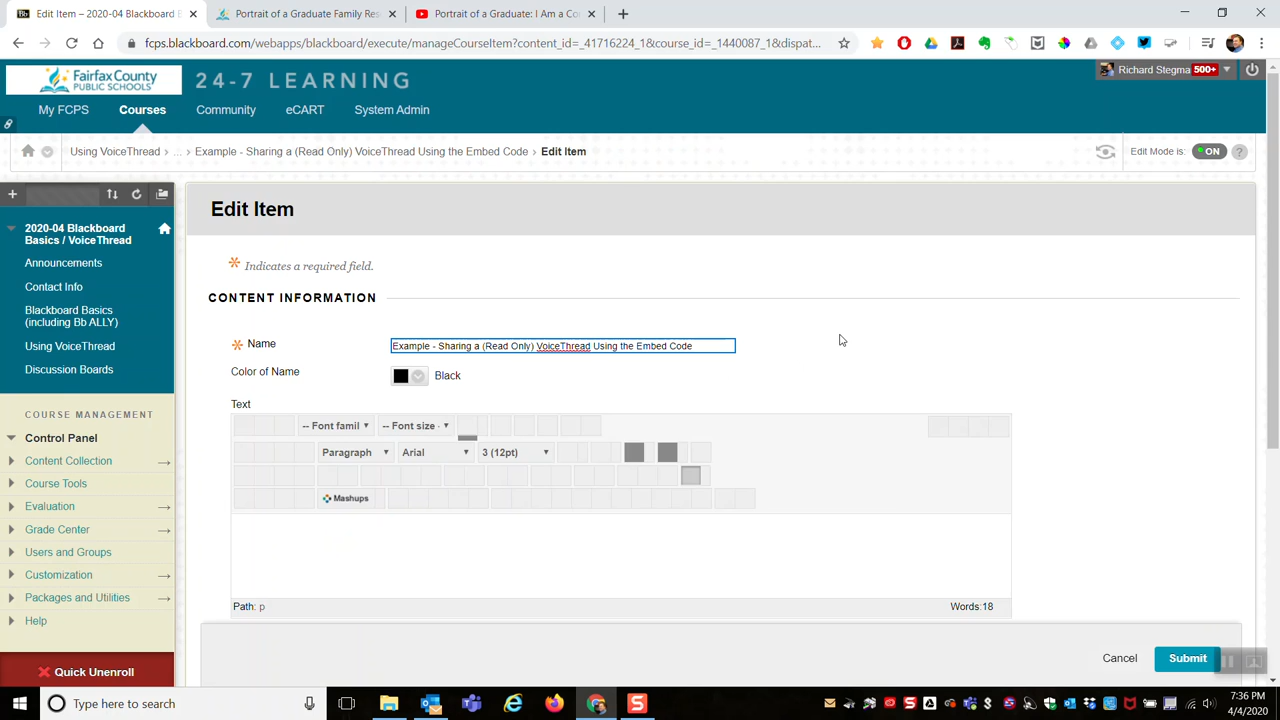 Edit Item – 2020-04 Blackboard B
Portrait of a Graduate Family Res
Portrait of a Graduate: I Am a Co
fcps.blackboard.com/webapps/blackboard/execute/manageCourseItem?content_id=_41716224_1&course_id=_1440087_1&dispat...
Fairfax County
PUBLIC SCHOOLS
24-7 LEARNING
Richard Stegma 500+
My FCPS Courses Community eCART System Admin
Using VoiceThread › ... › Example - Sharing a (Read Only) VoiceThread Using the Embed Code › Edit Item
Edit Mode is: ON ?
2020-04 Blackboard
Basics / VoiceThread
Announcements
Contact Info
Blackboard Basics
(including Bb ALLY)
Using VoiceThread
Discussion Boards
COURSE MANAGEMENT
Control Panel
Content Collection
Course Tools
Evaluation
Grade Center
Users and Groups
Customization
Packages and Utilities
Help
Quick Unenroll
Edit Item
Indicates a required field.
CONTENT INFORMATION
Name
Example - Sharing a (Read Only) VoiceThread Using the Embed Code
Color of Name
Black
Text
-- Font famil -- Font size -
Paragraph Arial 3 (12pt)
Mashups
Path: p
Words:18
Cancel Submit
Type here to search
7:36 PM
4/4/2020